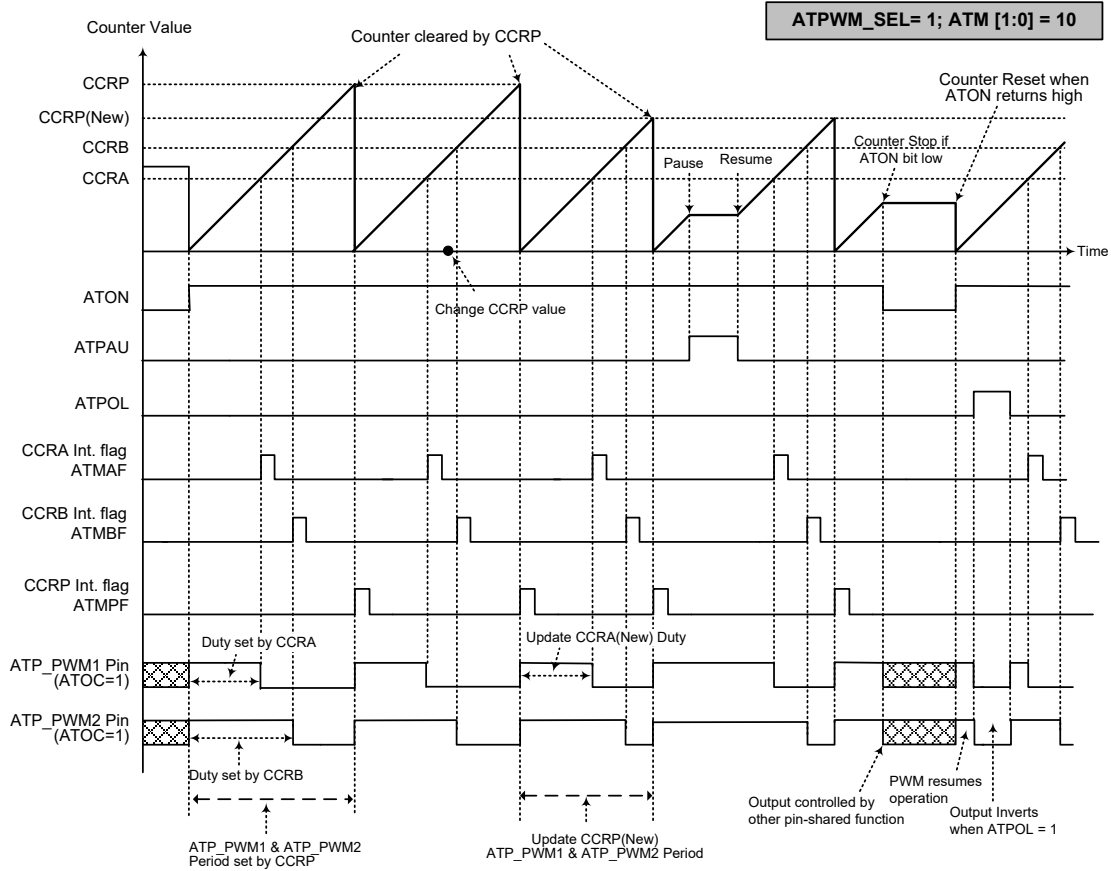 ATPWM_SEL= 1; ATM [1:0] = 10
Counter Value
Counter cleared by CCRP
CCRP
Counter Reset when
ATON returns high
CCRP(New)
CCRB
Counter Stop if
ATON bit low
Pause
Resume
CCRA
Time
ATON
Change CCRP value
ATPAU
ATPOL
CCRA Int. flag
ATMAF
CCRB Int. flag
ATMBF
CCRP Int. flag
ATMPF
Duty set by CCRA
Update CCRA(New) Duty
ATP_PWM1 Pin
(ATOC=1)
ATP_PWM2 Pin
(ATOC=1)
Duty set by CCRB
PWM resumes
operation
Output controlled by
other pin-shared function
Output Inverts
when ATPOL = 1
ATP_PWM1 & ATP_PWM2
Period set by CCRP
Update CCRP(New)
ATP_PWM1 & ATP_PWM2 Period